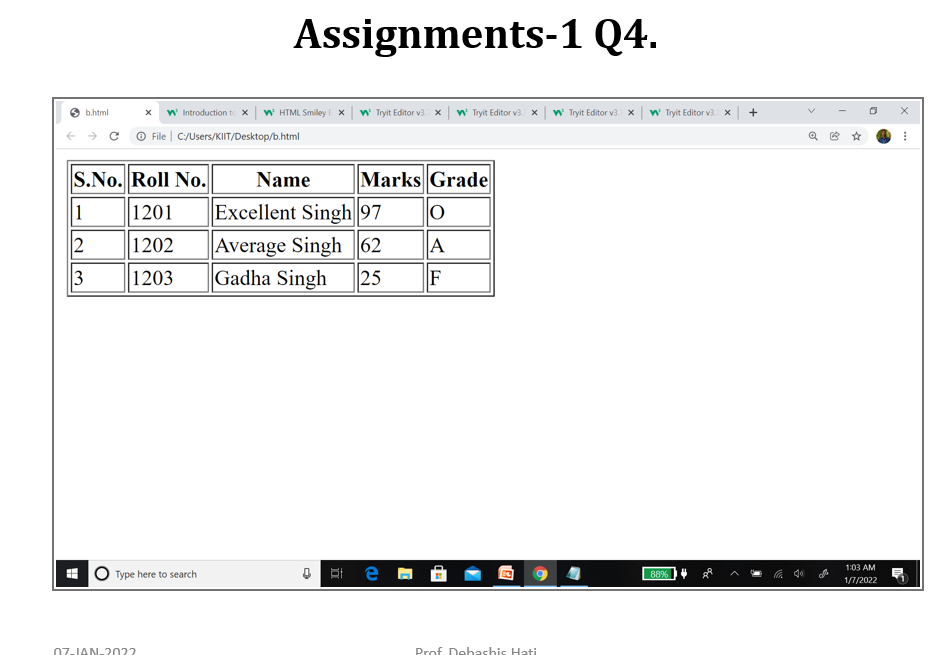 Assignments-1 Q4.
b.html
Introduction to
HTML Smiley
Tryit Editor v3.
Tryit Editor v3.
Tryit Editor v3.
Tryit Editor v3.
File | C:/Users/KIIT/Desktop/b.html
S.No. Roll No. Name Marks Grade
1 1201 Excellent Singh 97 O
2 1202 Average Singh 62 A
3 1203 Gadha Singh 25 F
Type here to search
88%
1:03 AM
1/7/2022
1
07-JAN-2022
Prof. Debashis Hati